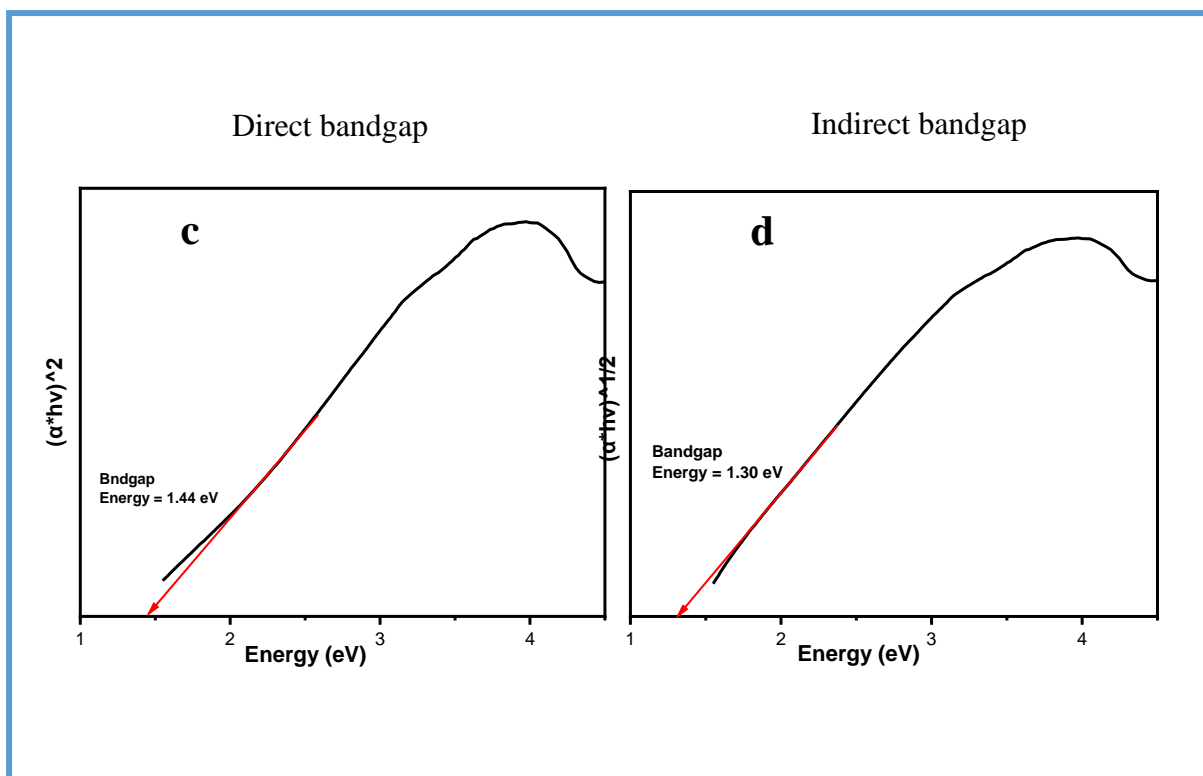 Direct bandgap
Indirect bandgap
c
d
(α*hν)^2
(α*hν)^1/2
Bndgap
Energy = 1.44 eV
Bandgap
Energy = 1.30 eV
1 2 3 4
1 2 3 4
Energy (eV)
Energy (eV)